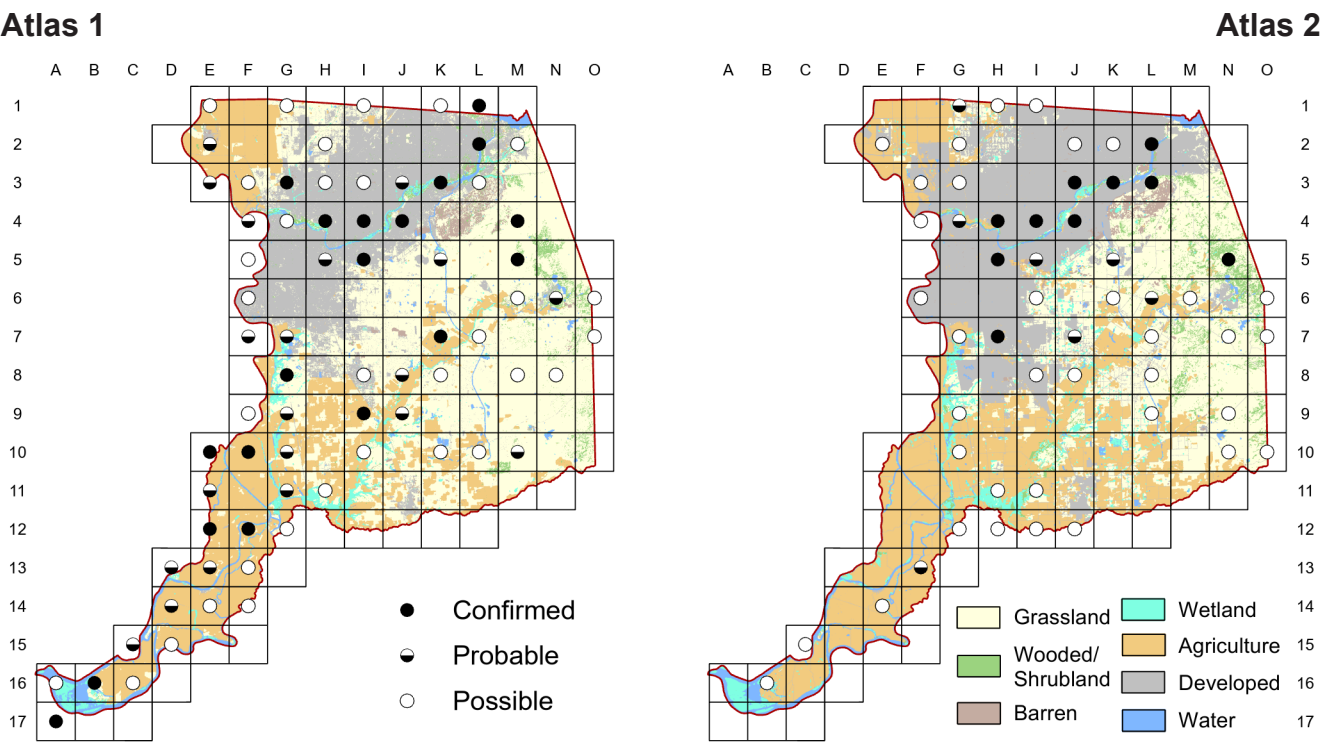 Atlas 1
Atlas 2
A B C D E F G H I J K L M N O
A B C D E F G H I J K L M N O
1
2
3
4
5
6
7
8
9
10
11
12
13
14
15
16
17
1
2
3
4
5
6
7
8
9
10
11
12
13
14
15
16
17
Confirmed
Probable
Possible
Grassland
Wooded/
Shrubland
Barren
Wetland
Agriculture
Developed
Water